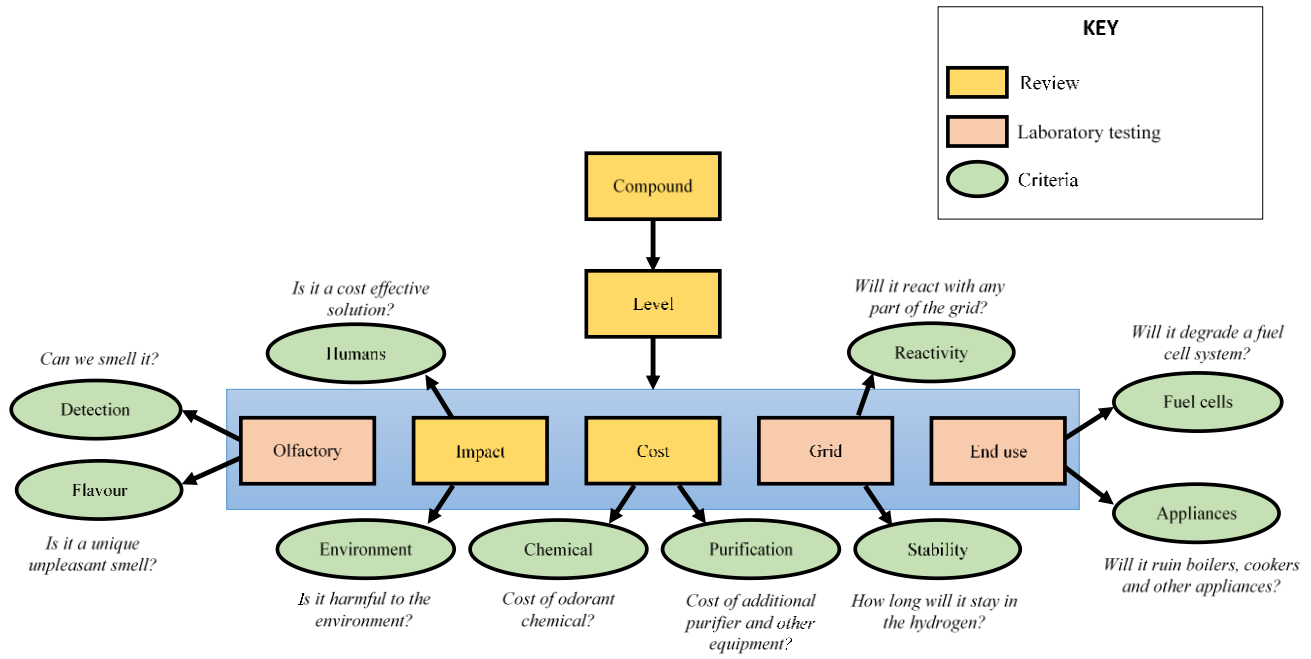 KEY
Review
Laboratory testing
Criteria
Compound
Level
Is it a cost effective
solution?
Humans
Will it react with any
part of the grid?
Reactivity
Can we smell it?
Detection
Will it degrade a fuel
cell system?
Fuel cells
Olfactory
Impact
Cost
Grid
End use
Flavour
Is it a unique
unpleasant smell?
Appliances
Will it ruin boilers, cookers
and other appliances?
Environment
Is it harmful to the
environment?
Chemical
Cost of odorant
chemical?
Purification
Cost of additional
purifier and other
equipment?
Stability
How long will it stay in
the hydrogen?